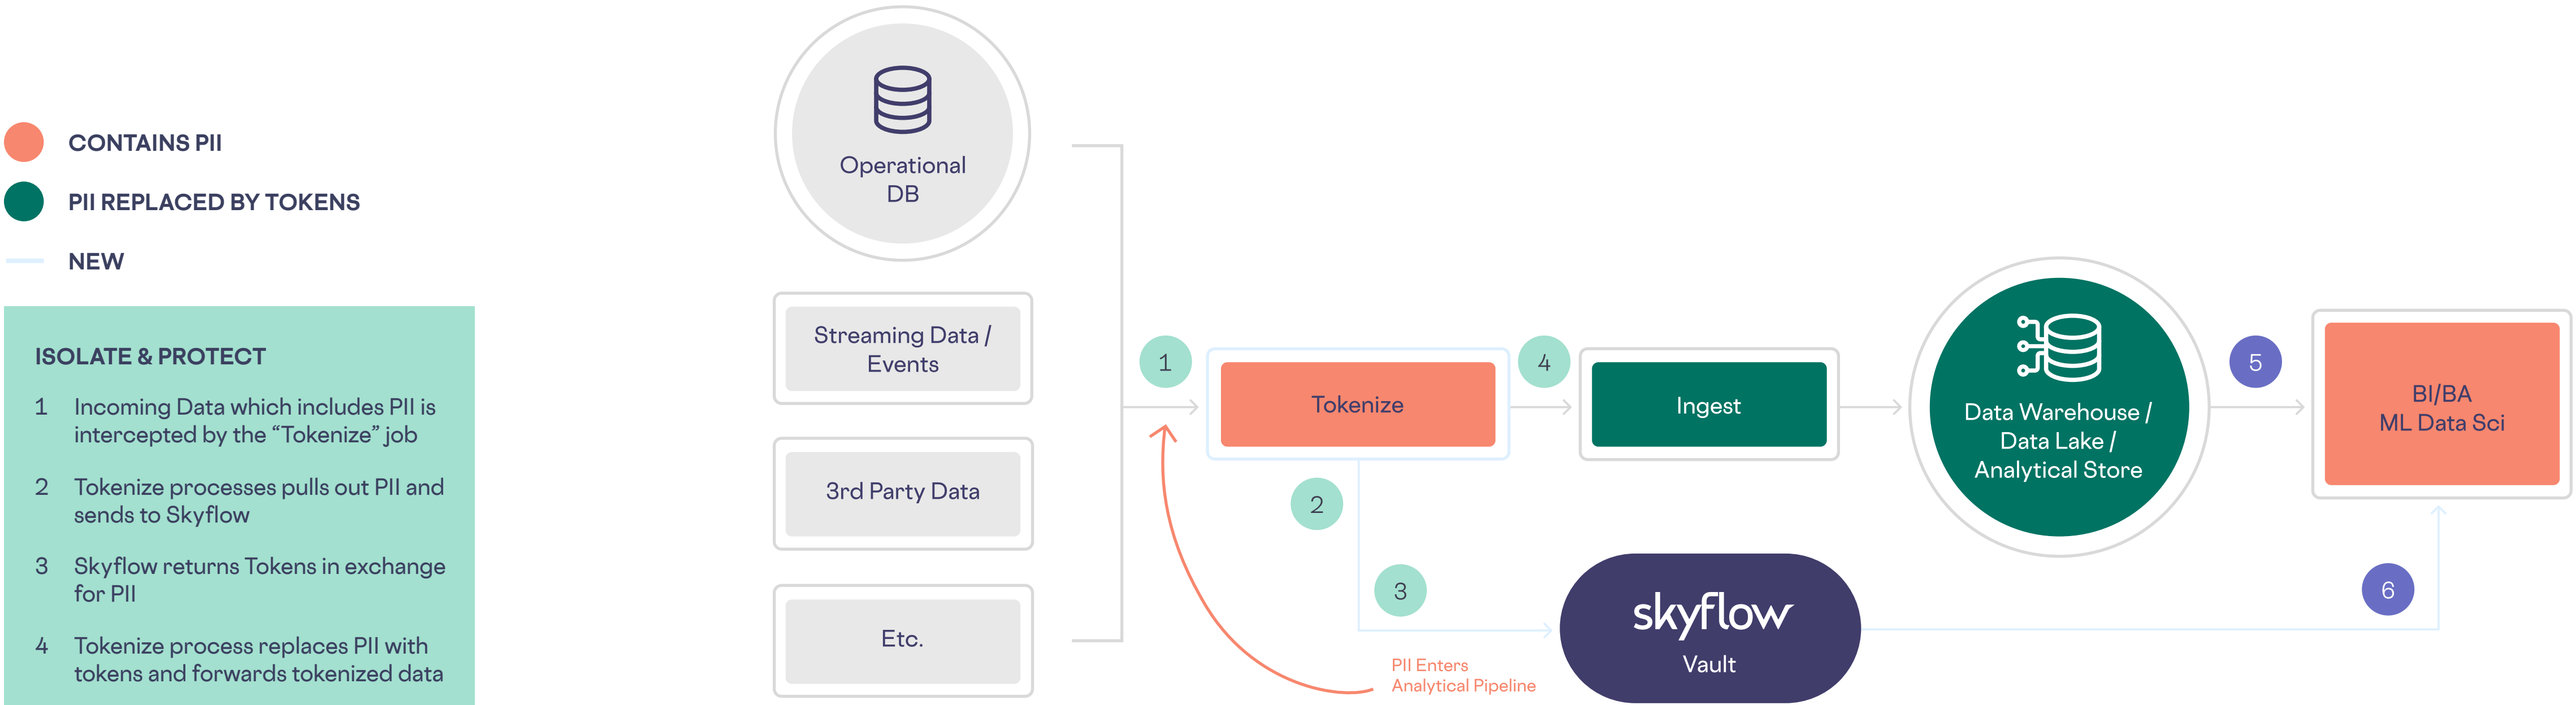 CONTAINS PII
PII REPLACED BY TOKENS
NEW
ISOLATE & PROTECT
1 Incoming Data which includes PII is
intercepted by the “Tokenize” job
2 Tokenize processes pulls out PII and
sends to Skyflow
3 Skyflow returns Tokens in exchange
for PII
4 Tokenize process replaces PII with
tokens and forwards tokenized data
Operational
DB
Streaming Data /
Events
3rd Party Data
Etc.
1
Tokenize
2
3
4
Ingest
PII Enters
Analytical Pipeline
skyflow
Vault
Data Warehouse /
Data Lake /
Analytical Store
5
6
BI/BA
ML Data Sci